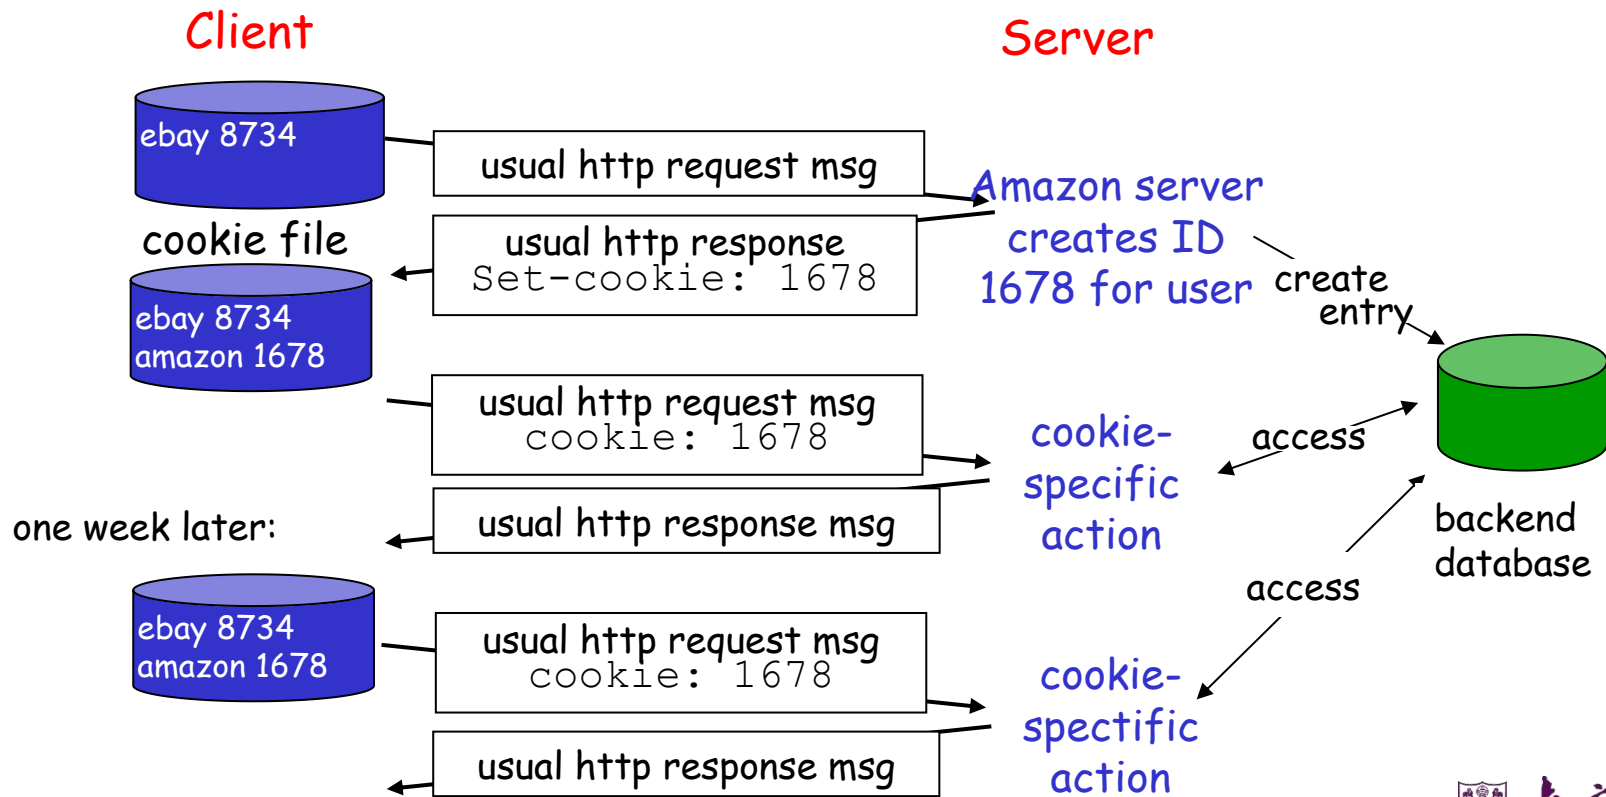 Client
Server
ebay 8734
usual http request msg
Amazon server
creates ID
1678 for user
cookie file
usual http response
Set-cookie: 1678
create
entry
ebay 8734
amazon 1678
usual http request msg
cookie: 1678
cookie-
specific
action
access
usual http response msg
one week later:
backend
database
access
ebay 8734
amazon 1678
usual http request msg
cookie: 1678
cookie-
spectific
action
usual http response msg